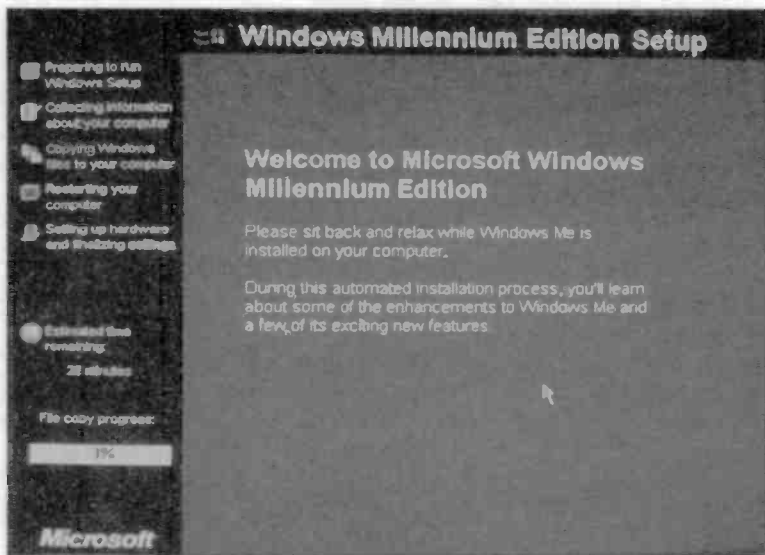 Windows Millennium Edition Setup
Preparing to run
Windows Setup
Collecting information
about your computer
Copying Windows
files to your computer
Restarting your
computer
Setting up hardware
and finalizing settings
Estimated time
remaining:
28 minutes
File copy progress:
1%
Microsoft
Welcome to Microsoft Windows
Millennium Edition
Please sit back and relax while Windows Me is
installed on your computer.
During this automated installation process, you'll learn
about some of the enhancements to Windows Me and
a few of its exciting new features.